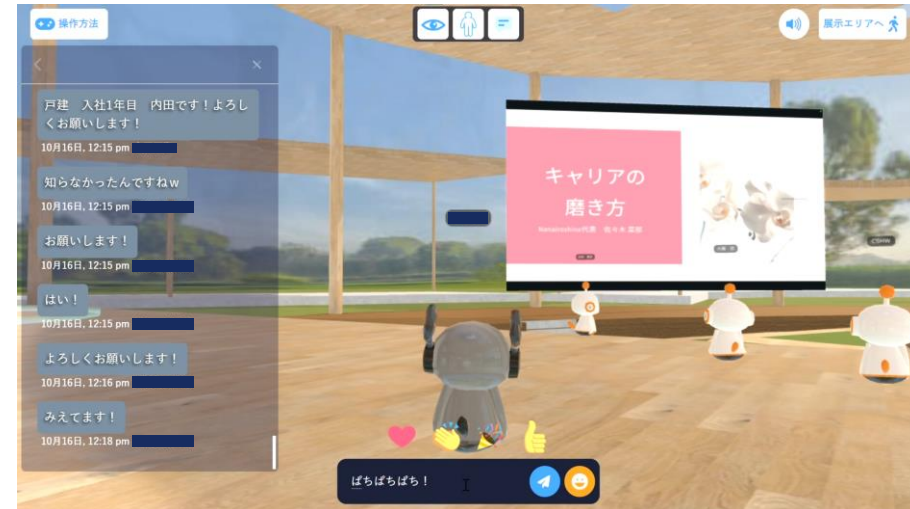 操作方法
展示エリアへ
戸建　入社1年目　内田です！よろし
くお願いします！
10月16日, 12:15 pm
知らなかったんですねw
10月16日, 12:15 pm
お願いします！
10月16日, 12:15 pm
はい！
10月16日, 12:15 pm
よろしくお願いします！
10月16日, 12:16 pm
みえてます！
10月16日, 12:18 pm
キャリアの
磨き方
ぱちぱちぱち！